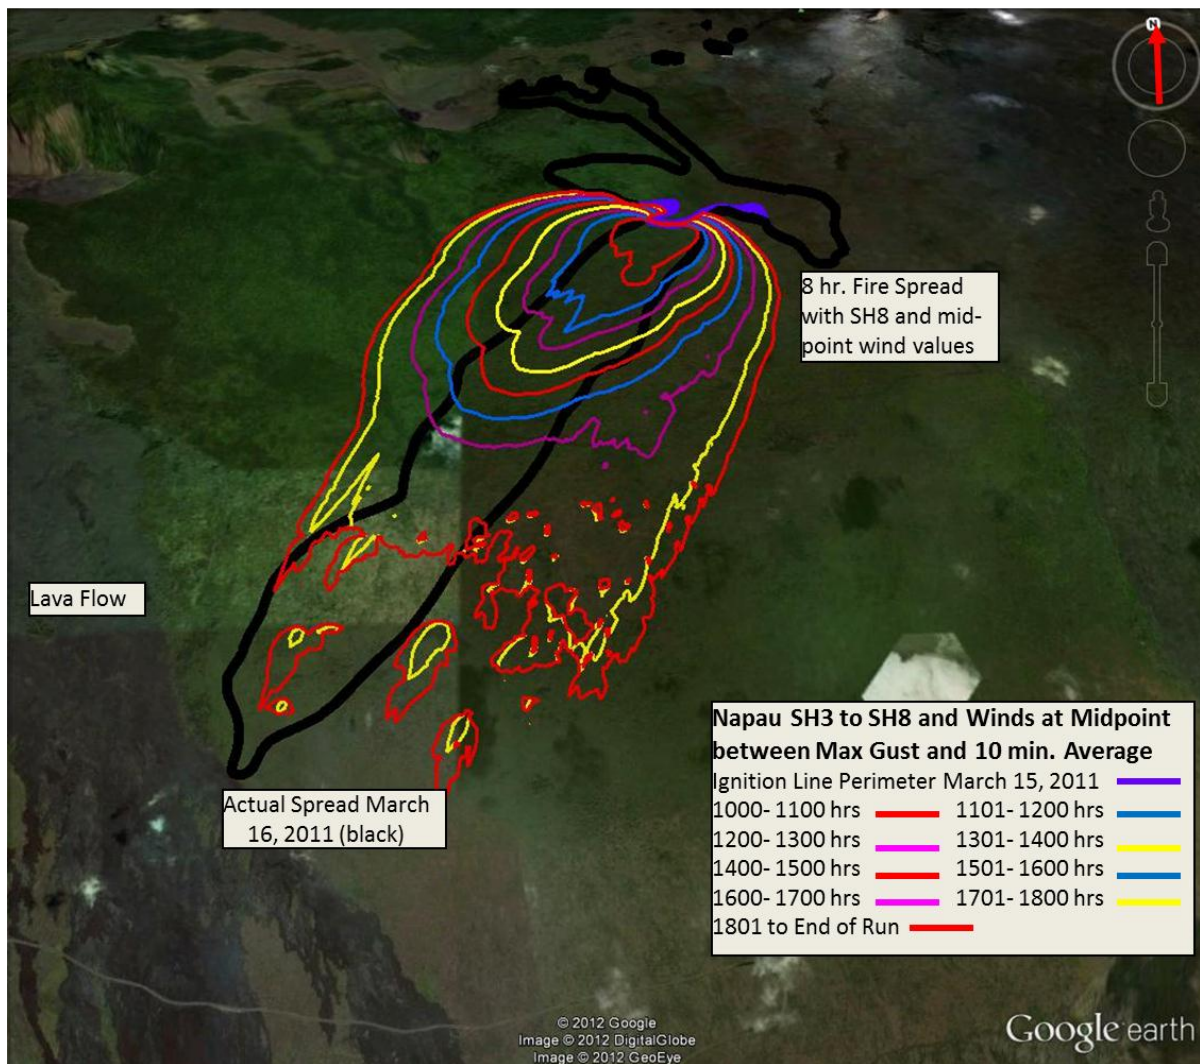 N
8 hr. Fire Spread
with SH8 and mid-
point wind values
Lava Flow
Actual Spread March
16, 2011 (black)
Napau SH3 to SH8 and Winds at Midpoint
between Max Gust and 10 min. Average
Ignition Line Perimeter March 15, 2011
1000- 1100 hrs 1101- 1200 hrs
1200- 1300 hrs 1301- 1400 hrs
1400- 1500 hrs 1501- 1600 hrs
1600- 1700 hrs 1701- 1800 hrs
1801 to End of Run
© 2012 Google
Image © 2012 DigitalGlobe
Image © 2012 GeoEye
Google earth